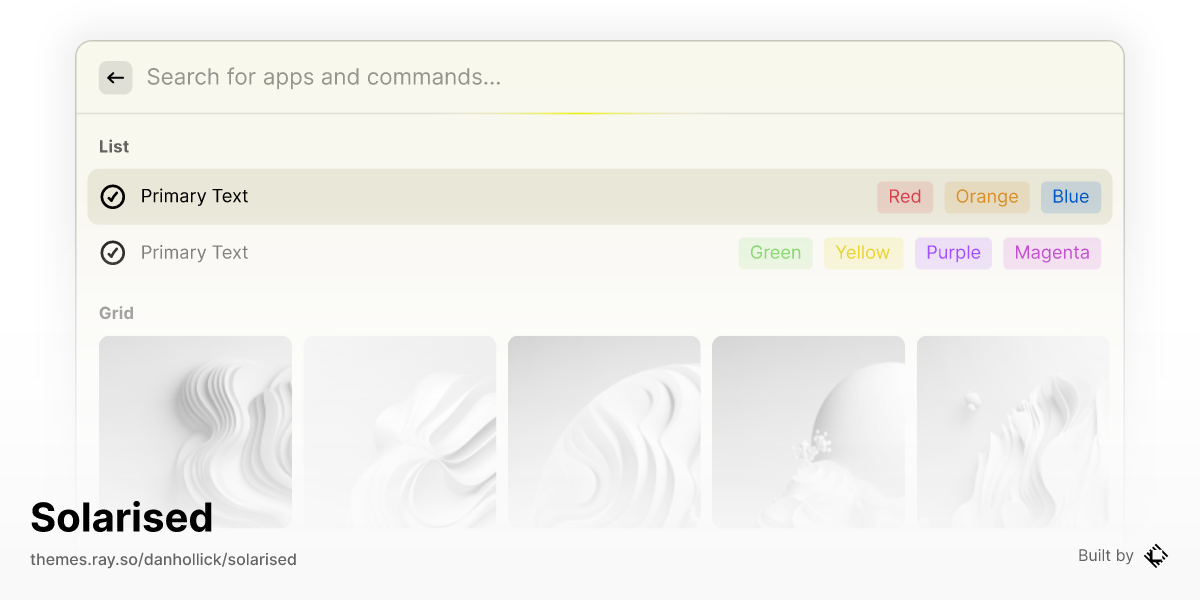 Search for apps and commands...
List
Primary Text Red Orange Blue
Primary Text Green Yellow Purple Magenta
Grid
Solarised
themes.ray.so/danhollick/solarised
Built by